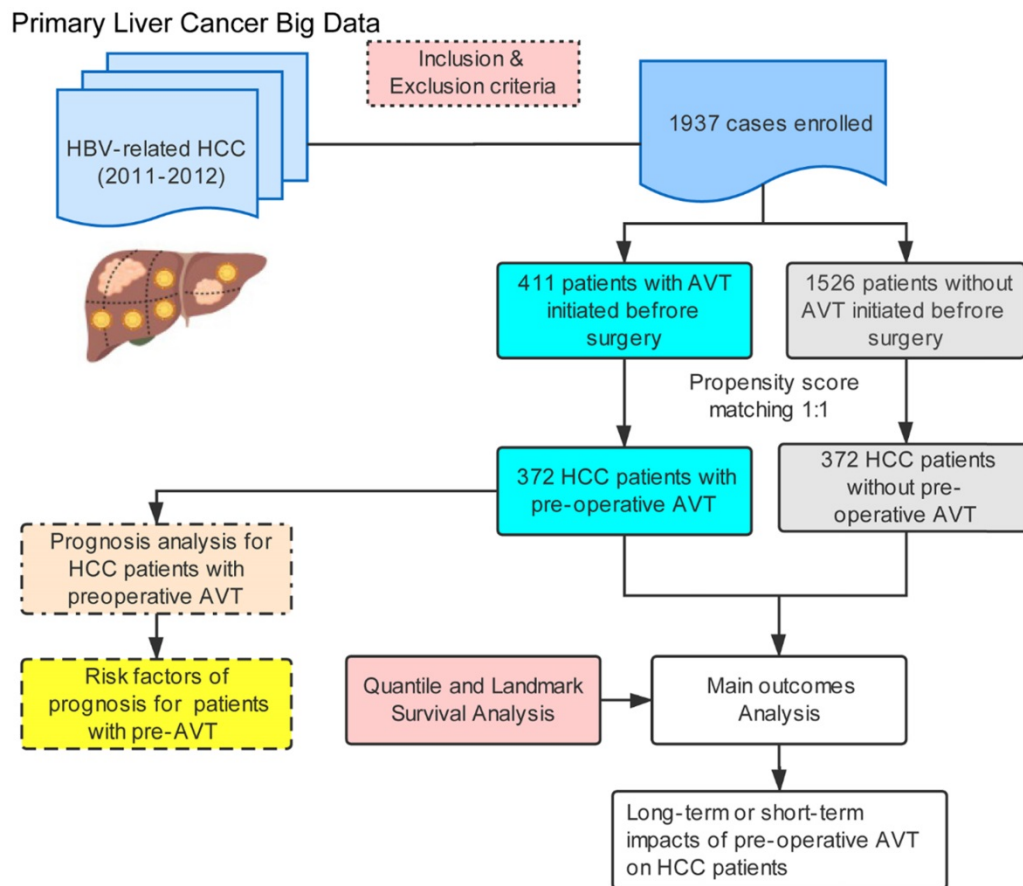 Primary Liver Cancer Big Data
Inclusion &
Exclusion criteria
HBV-related HCC
(2011-2012)
1937 cases enrolled
411 patients with AVT
initiated befrore
surgery
1526 patients without
AVT initiated befrore
surgery
Propensity score
matching 1:1
372 HCC patients with
pre-operative AVT
372 HCC patients
without pre-
operative AVT
Prognosis analysis for
HCC patients with
preoperative AVT
Risk factors of
prognosis for patients
with pre-AVT
Quantile and Landmark
Survival Analysis
Main outcomes
Analysis
Long-term or short-term
impacts of pre-operative AVT
on HCC patients